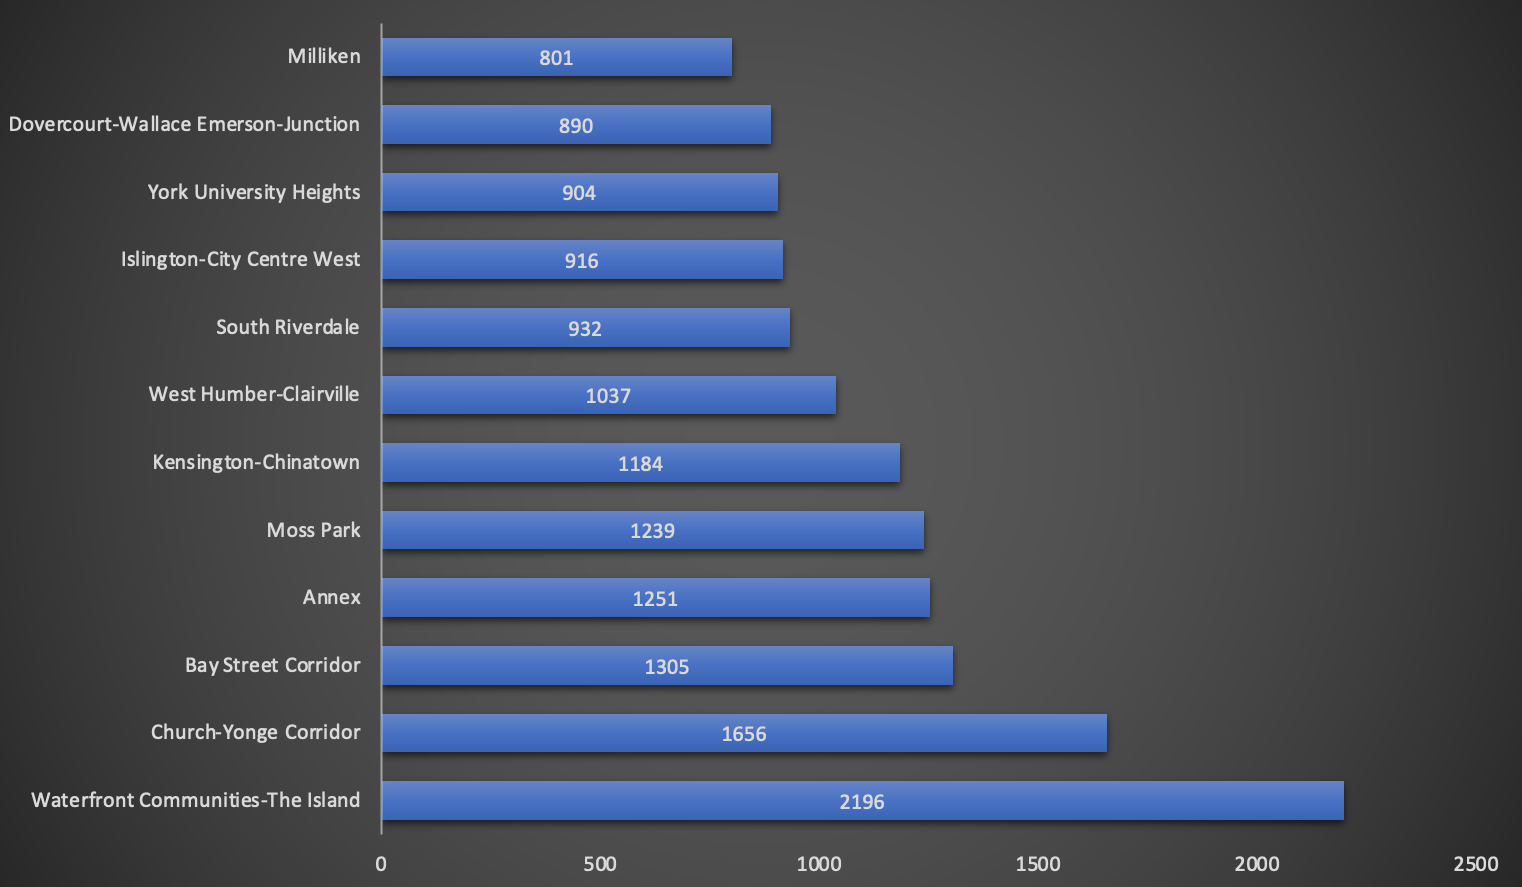 Milliken 801
Dovercourt-Wallace Emerson-Junction 890
York University Heights 904
Islington-City Centre West 916
South Riverdale 932
West Humber-Clairville 1037
Kensington-Chinatown 1184
Moss Park 1239
Annex 1251
Bay Street Corridor 1305
Church-Yonge Corridor 1656
Waterfront Communities-The Island 2196
0 500 1000 1500 2000 2500